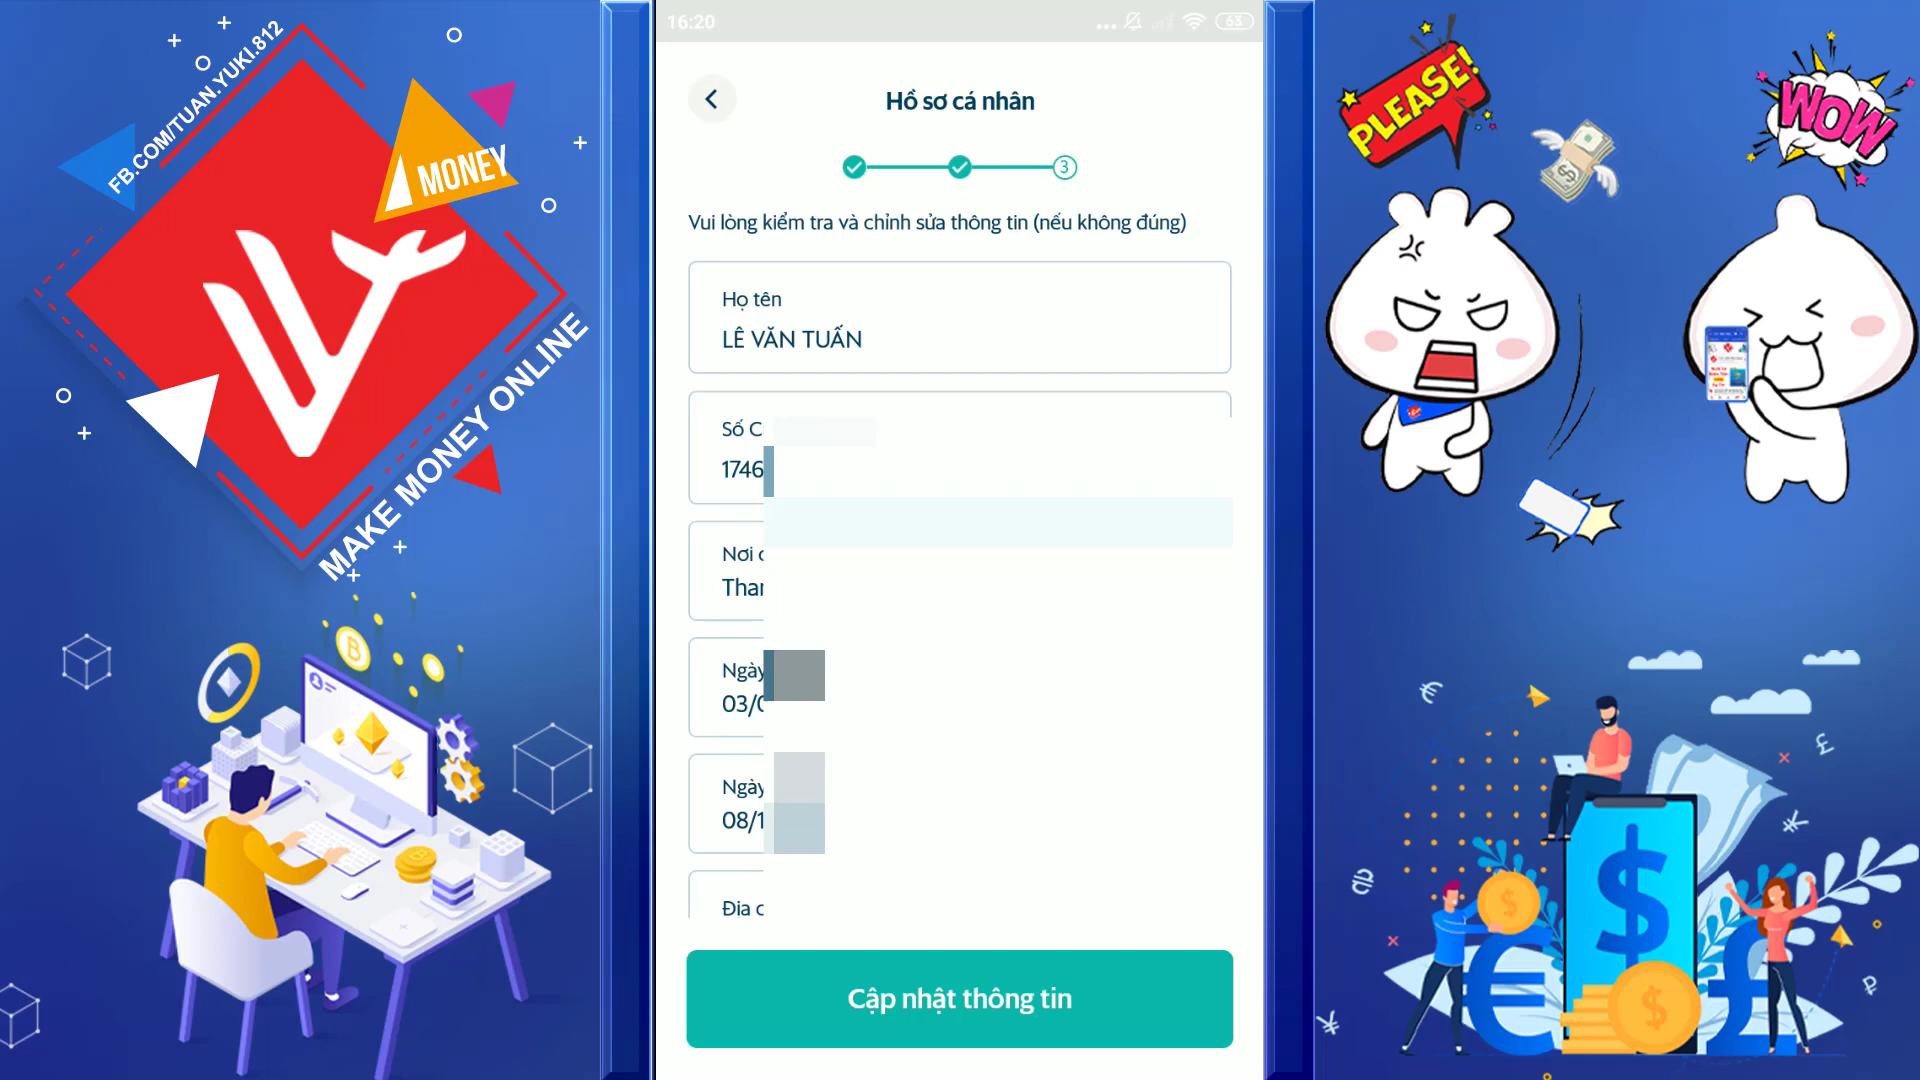 FB.COM/TUAN.YUKI.812
MONEY
MAKE MONEY ONLINE
16:20
63
Hồ sơ cá nhân
3
Vui lòng kiểm tra và chỉnh sửa thông tin (nếu không đúng)
Họ tên
LÊ VĂN TUẤN
Số C
1746
Nơi
Than
Ngày
03/0
Ngày
08/1
Địa c
Cập nhật thông tin
PLEASE!
WOW